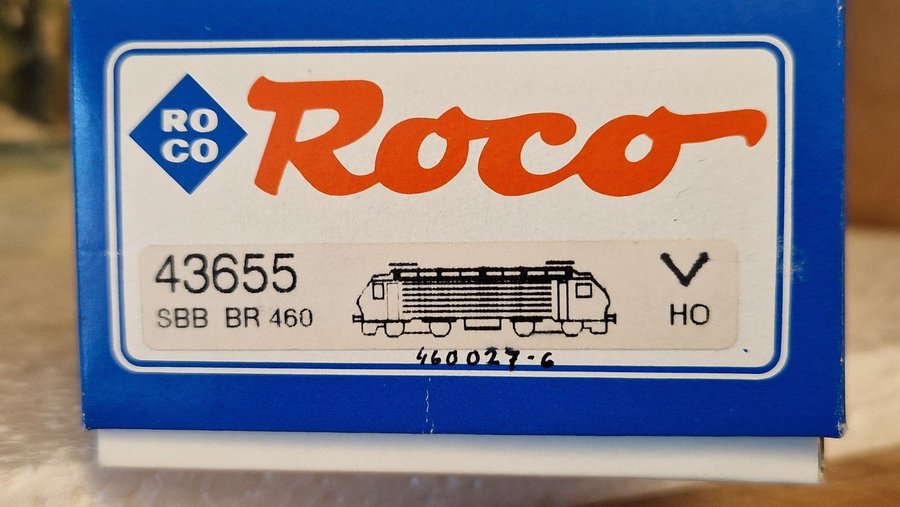 RO
CO
Roco
43655
SBB BR 460
V
HO
460027-6